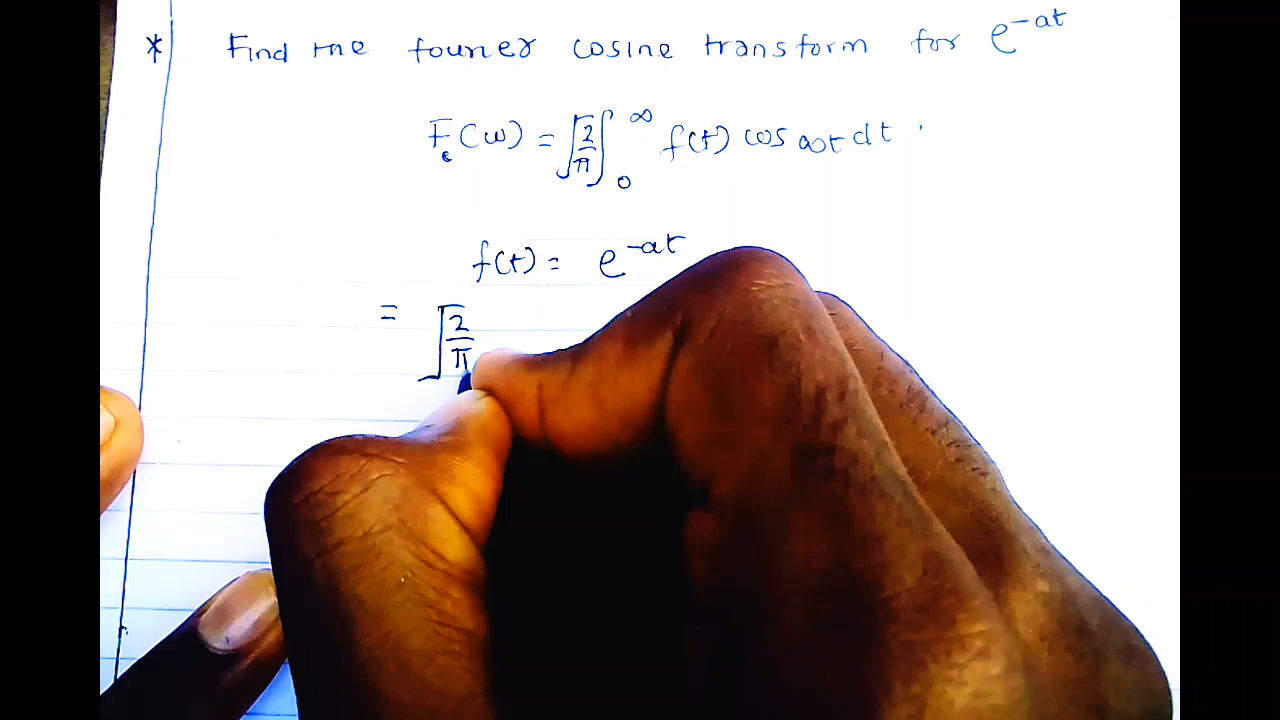 * Find the fourier cosine transform for e^-at
F_c(ω) = √2/π ∫_0^∞ f(t) cos ωt dt.
f(t) = e^-at
= √2/π